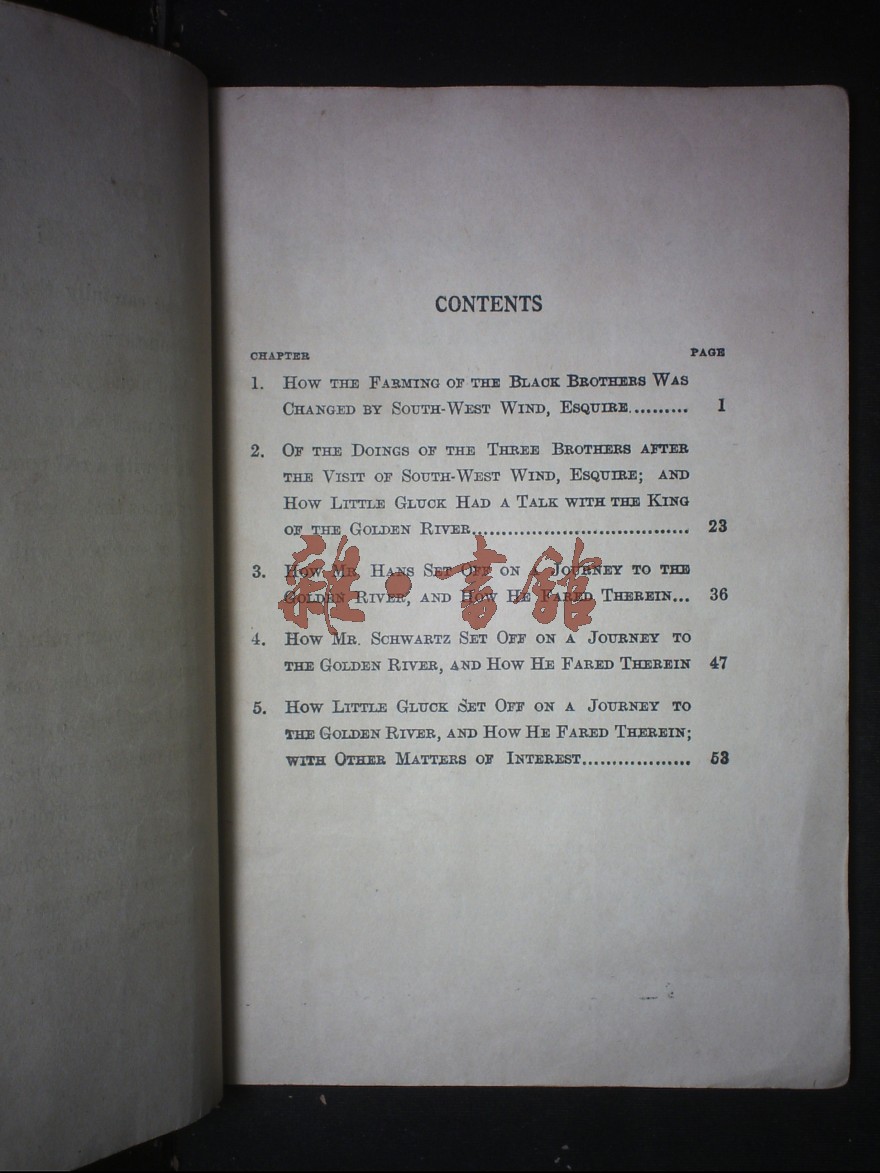 CONTENTS
CHAPTER PAGE
1. How the Farming of the Black Brothers Was
Changed by South-West Wind, Esquire.......... 1
2. Of the Doings of the Three Brothers after
the Visit of South-West Wind, Esquire; and
How Little Gluck Had a Talk with the King
of the Golden River..................................... 23
3. How Mr. Hans Set Off on a Journey to the
Golden River, and How He Fared Therein... 36
4. How Mr. Schwartz Set Off on a Journey to
the Golden River, and How He Fared Therein 47
5. How Little Gluck Set Off on a Journey to
the Golden River, and How He Fared Therein;
with Other Matters of Interest................... 53
雜·書館